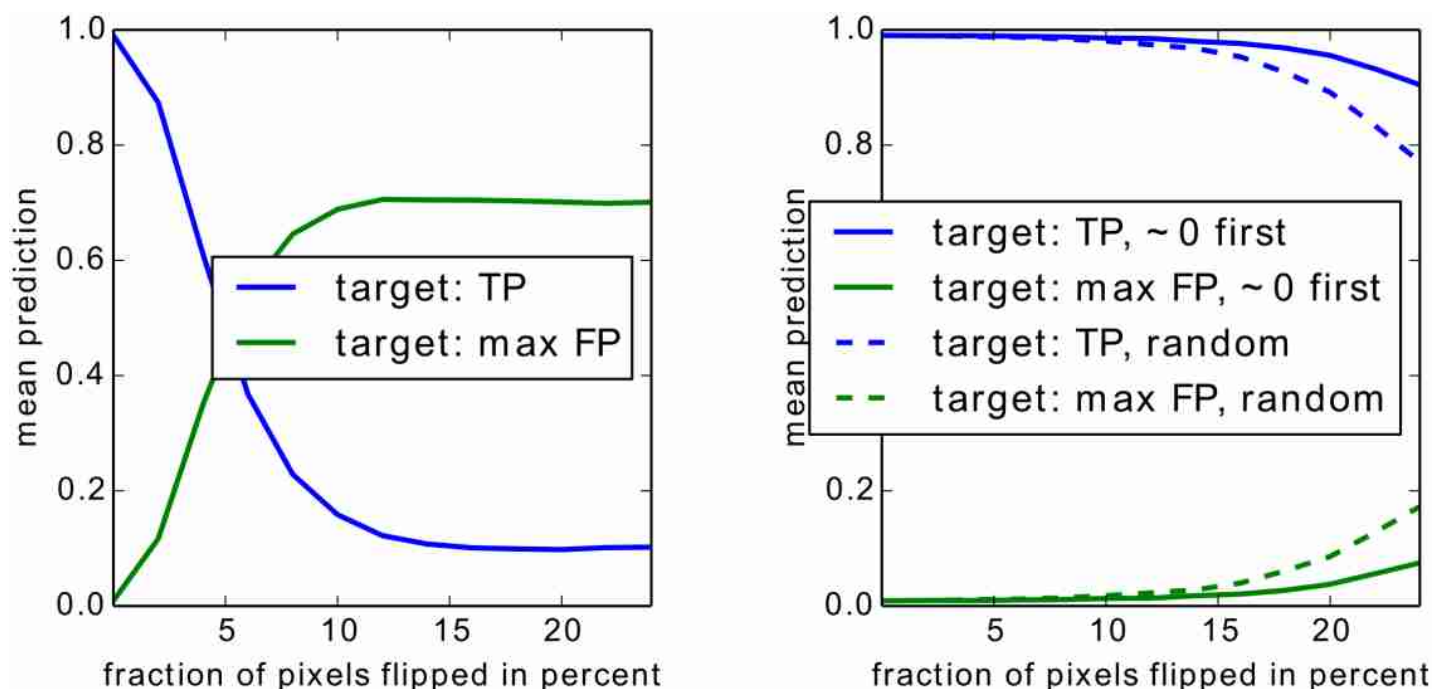 1.0
0.8
0.6
0.4
0.2
0.0
mean prediction
target: TP
target: max FP
5 10 15 20
fraction of pixels flipped in percent
1.0
0.8
0.2
0.0
mean prediction
target: TP, ~ 0 first
target: max FP, ~ 0 first
target: TP, random
target: max FP, random
5 10 15 20
fraction of pixels flipped in percent